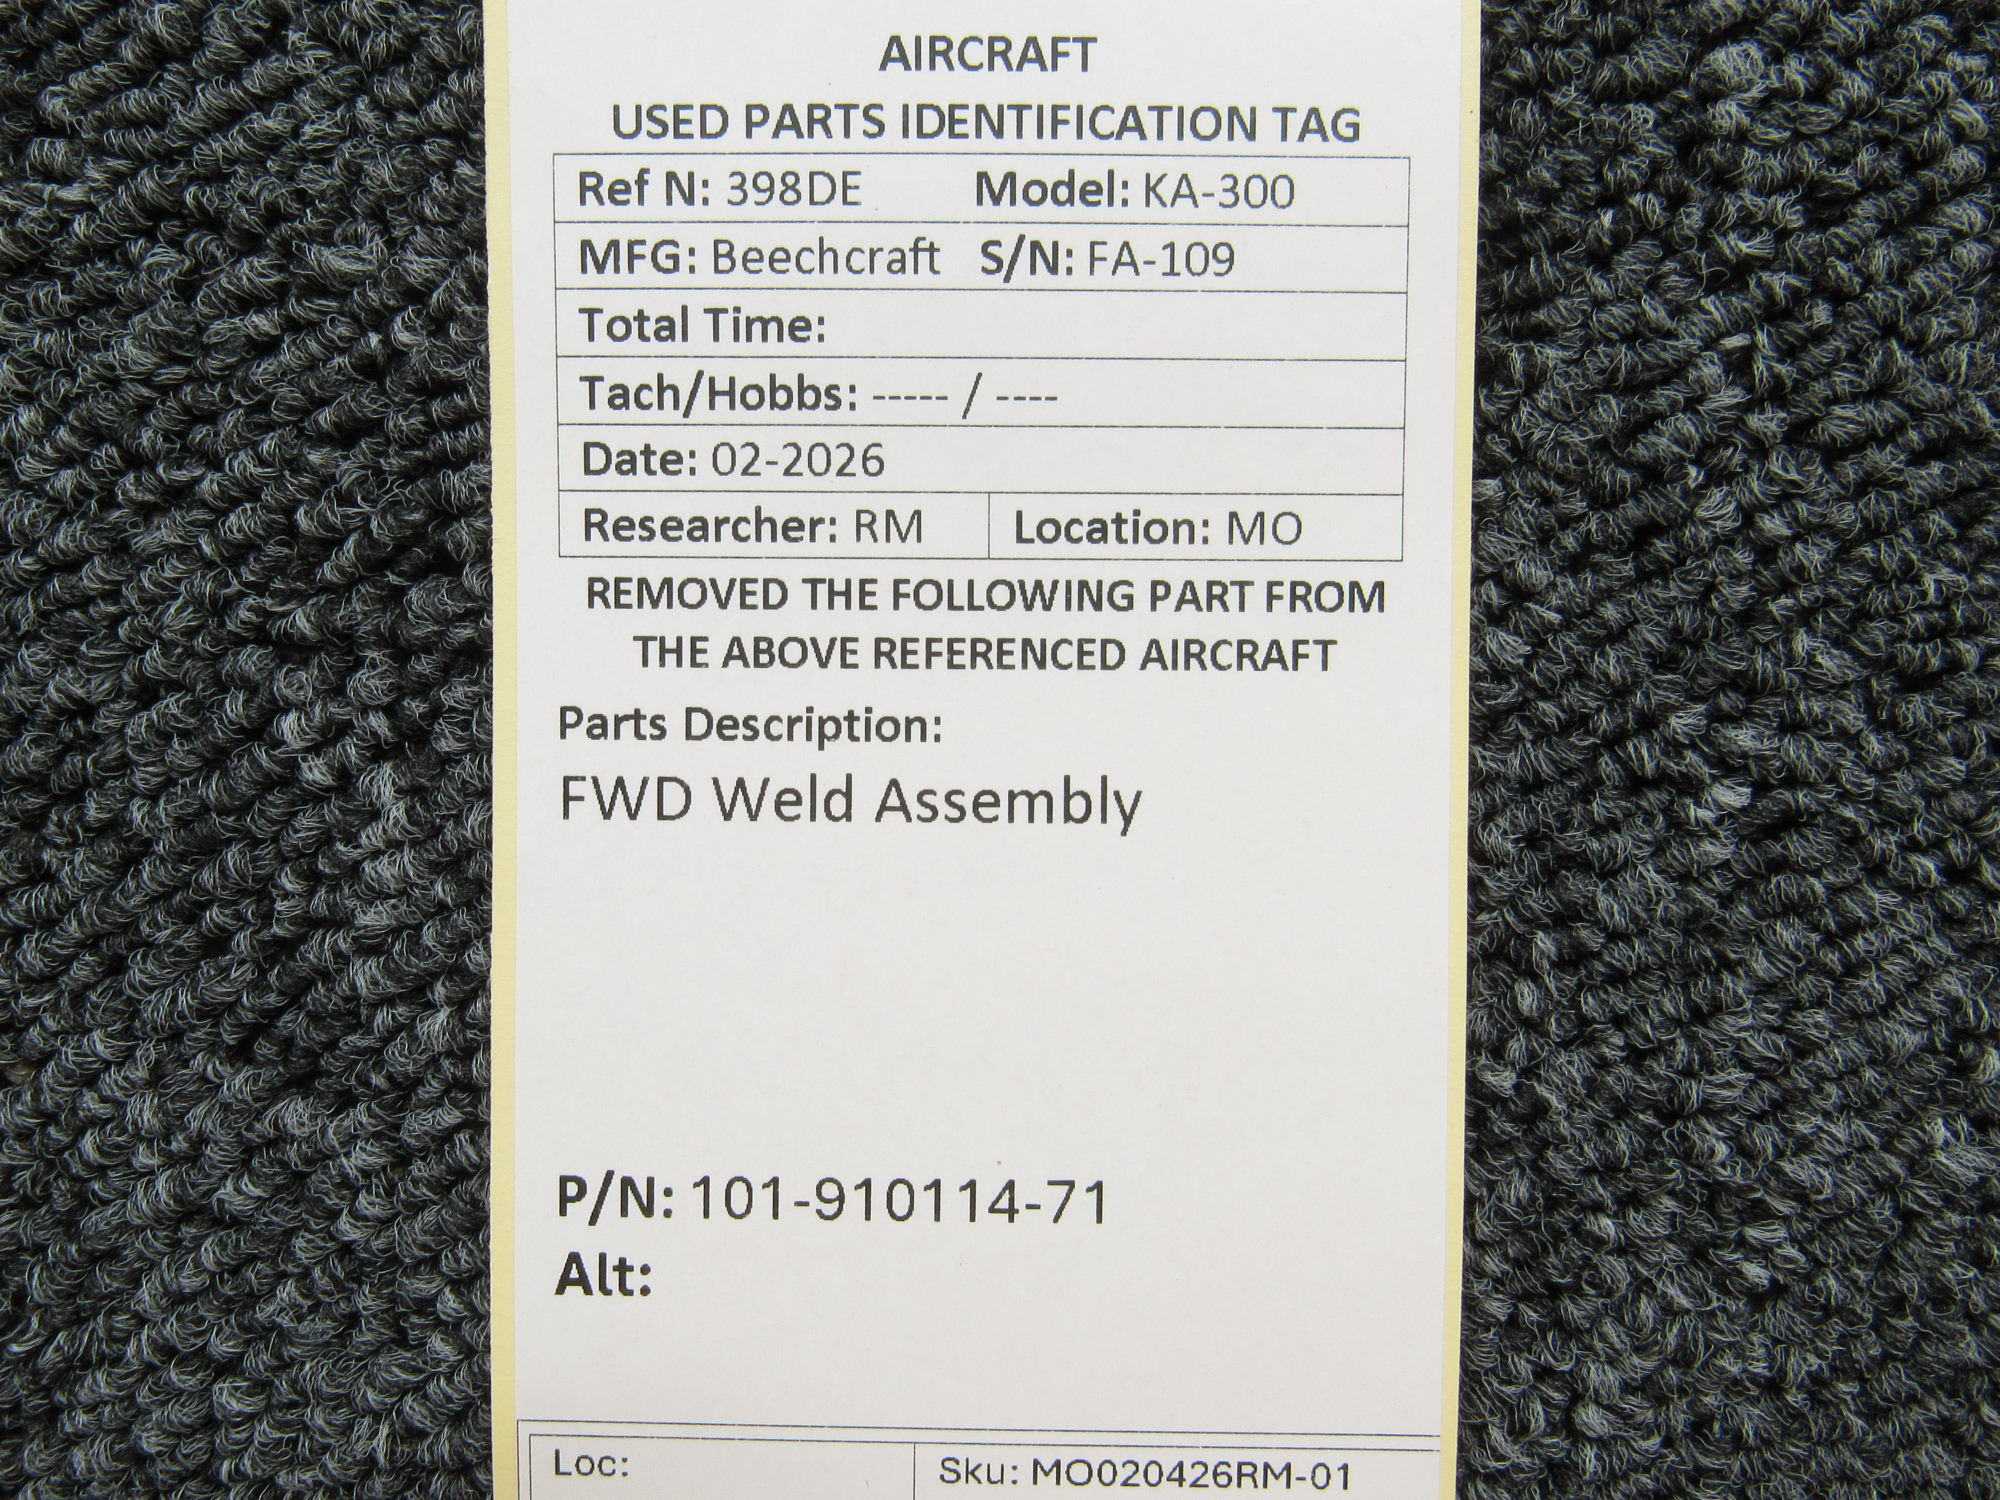 AIRCRAFT
USED PARTS IDENTIFICATION TAG
Ref N: 398DE Model: KA-300
MFG: Beechcraft S/N: FA-109
Total Time:
Tach/Hobbs: ----- / ----
Date: 02-2026
Researcher: RM Location: MO
REMOVED THE FOLLOWING PART FROM
THE ABOVE REFERENCED AIRCRAFT
Parts Description:
FWD Weld Assembly
P/N: 101-910114-71
Alt:
Loc: Sku: MO020426RM-01